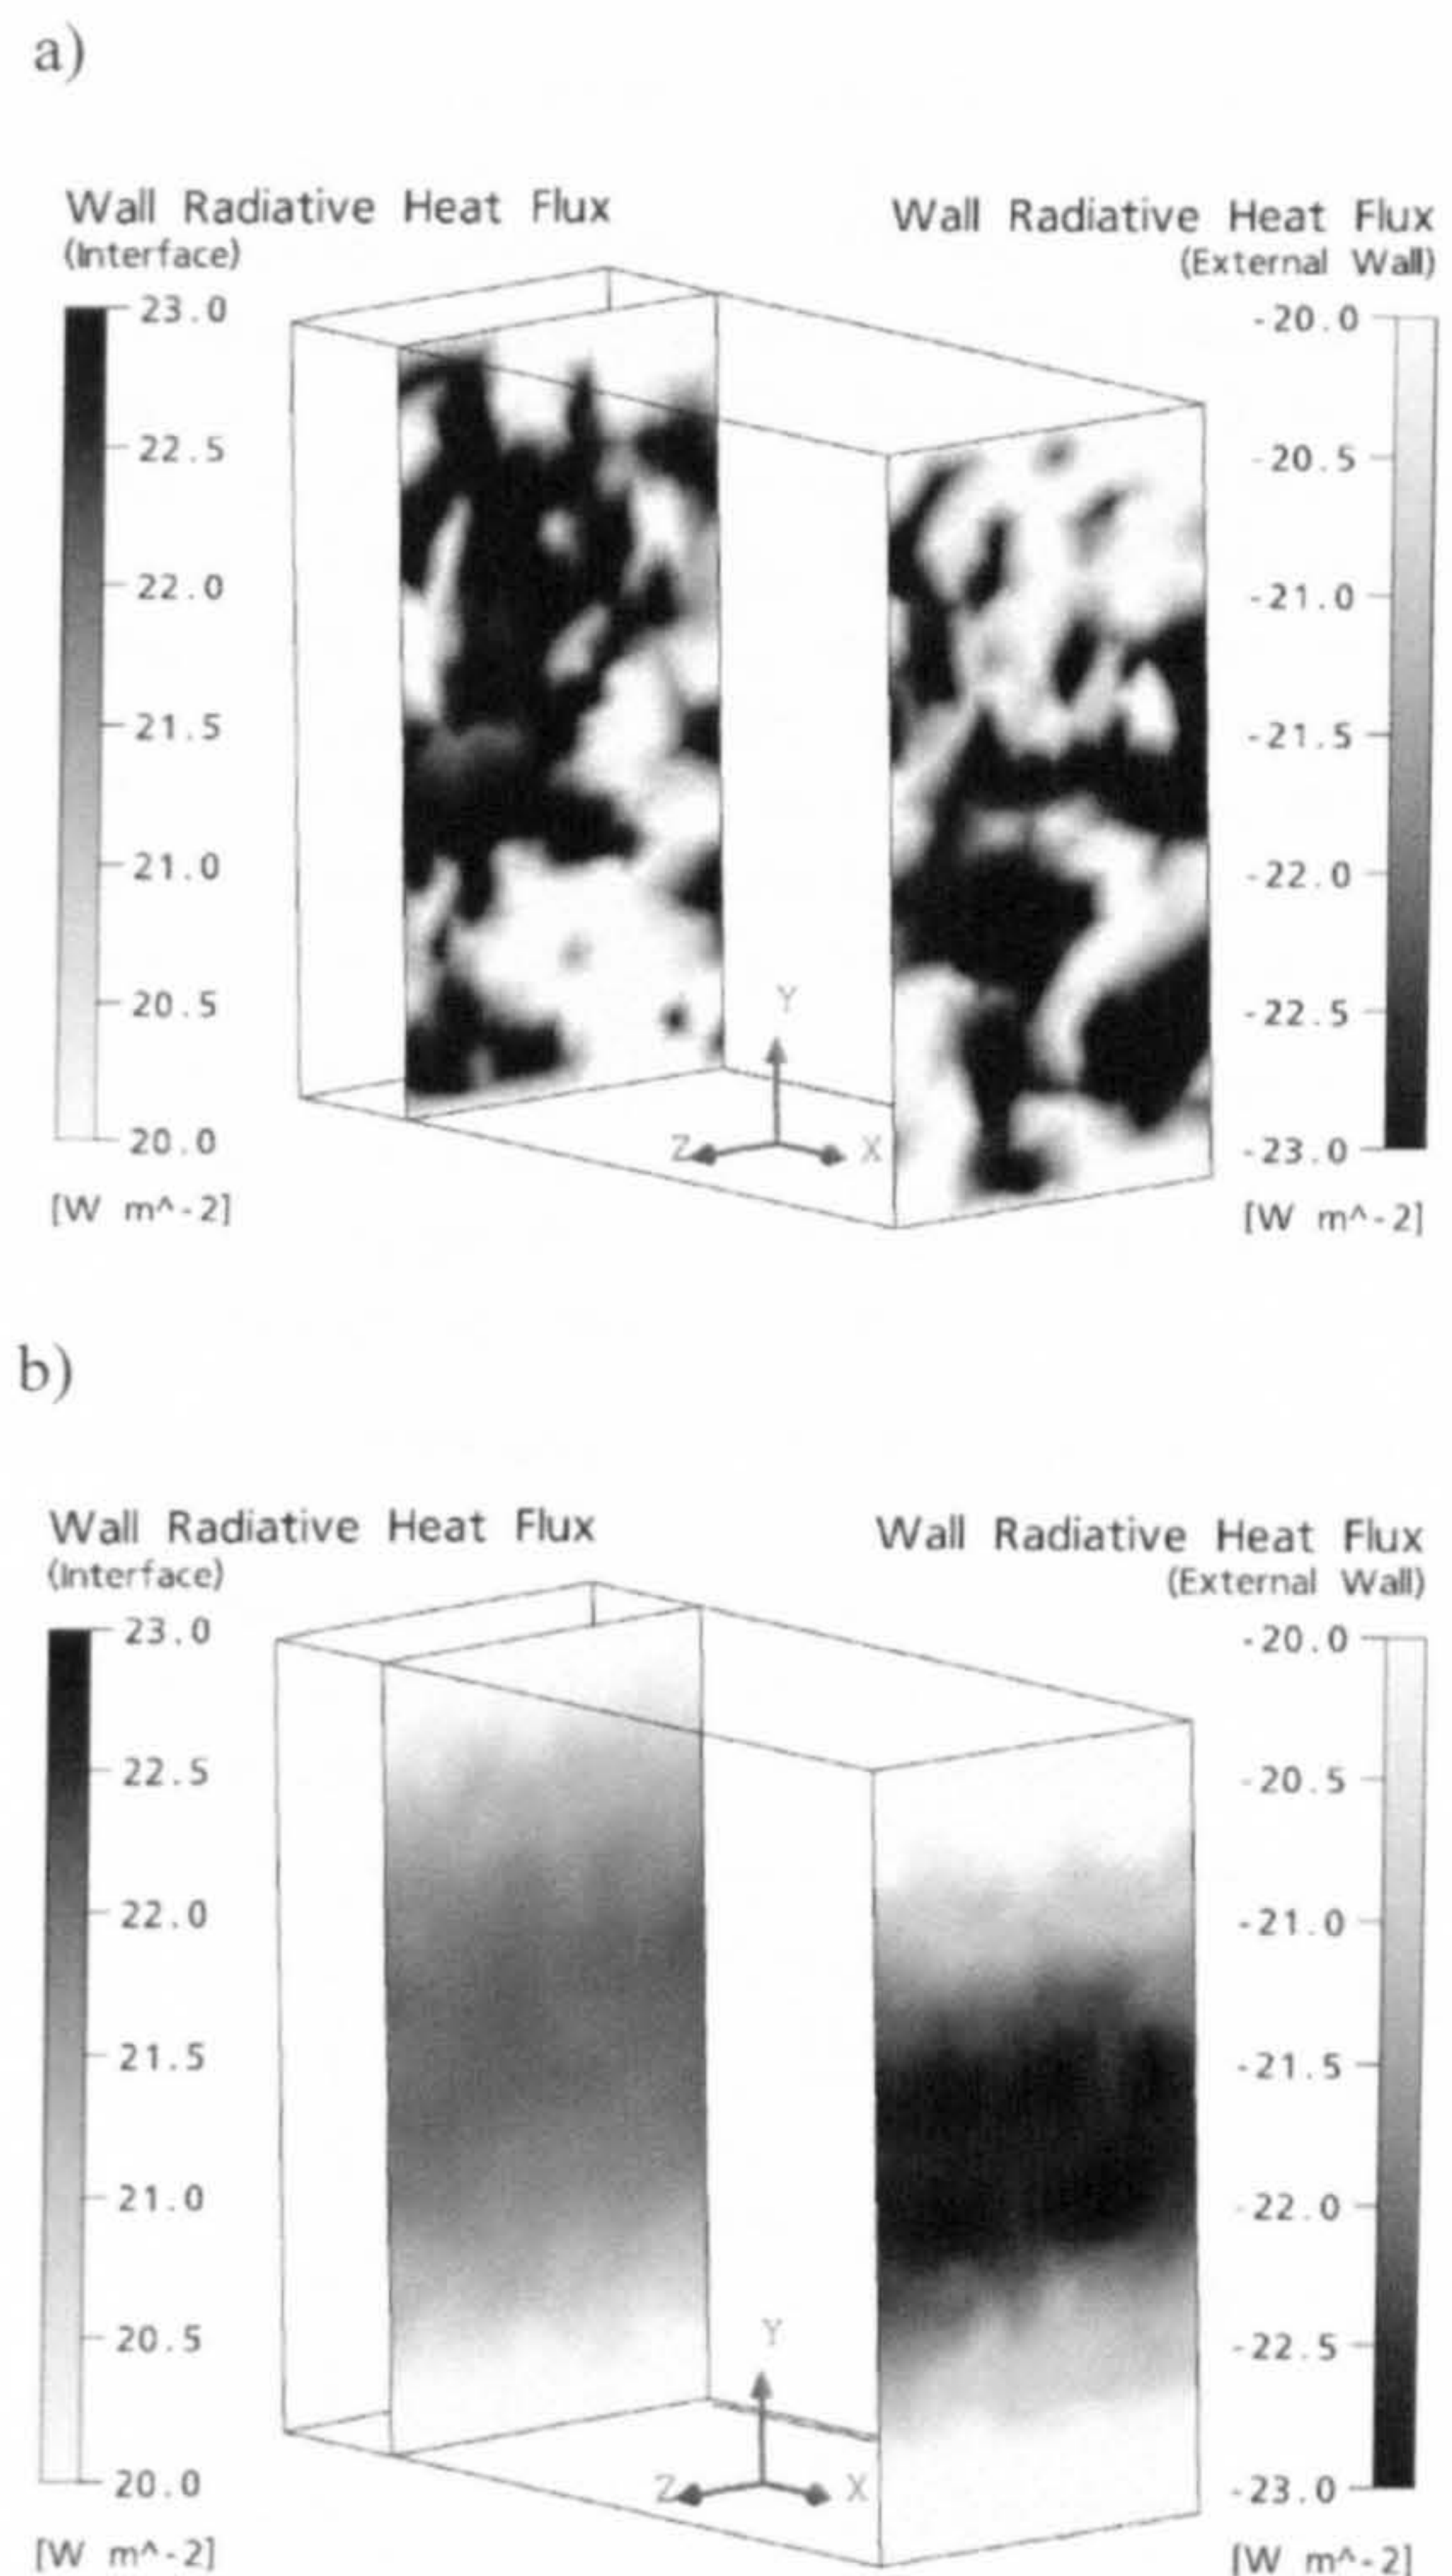 a)
Wall Radiative Heat Flux
(Interface)
Wall Radiative Heat Flux
(External Wall)
23.0
22.5
22.0
21.5
21.0
20.5
20.0
[W m^-2]
-20.0
-20.5
-21.0
-21.5
-22.0
-22.5
-23.0
[W m^-2]
Y
Z
X
b)
Wall Radiative Heat Flux
(Interface)
Wall Radiative Heat Flux
(External Wall)
23.0
22.5
22.0
21.5
21.0
20.5
20.0
[W m^-2]
-20.0
-20.5
-21.0
-21.5
-22.0
-22.5
-23.0
[W m^-2]
Y
Z
X